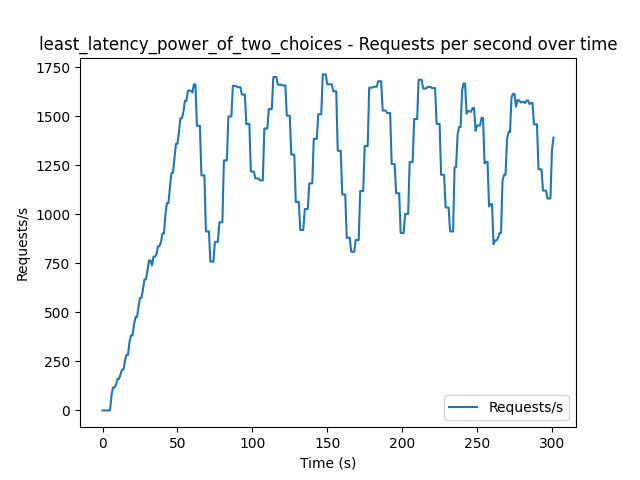 least_latency_power_of_two_choices - Requests per second over time
1750
1500
1250
1000
750
500
250
0
Requests/s
Requests/s
0 50 100 150 200 250 300
Time (s)